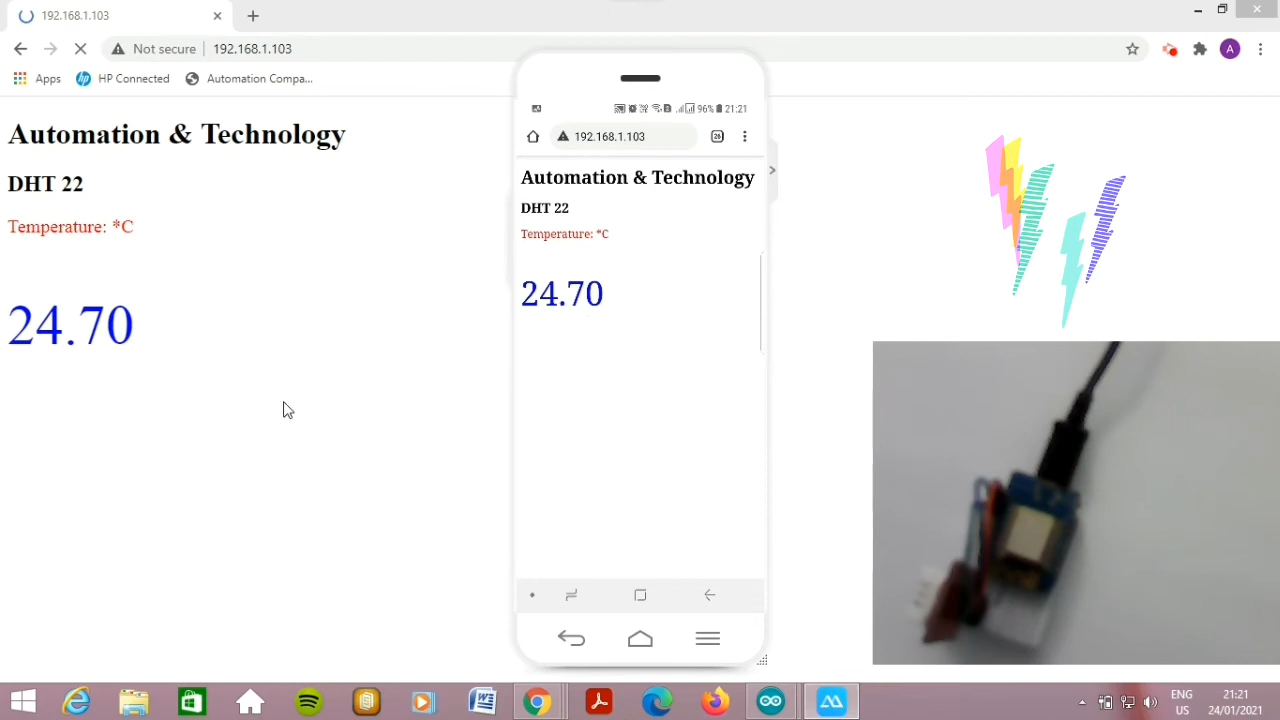 192.168.1.103
Not secure
192.168.1.103
A
Apps
HP Connected
Automation Compa...
Automation & Technology
DHT 22
Temperature: *C
24.70
96%
21:21
192.168.1.103
26
Automation & Technology
DHT 22
Temperature: *C
24.70
ENG
US
21:21
24/01/2021